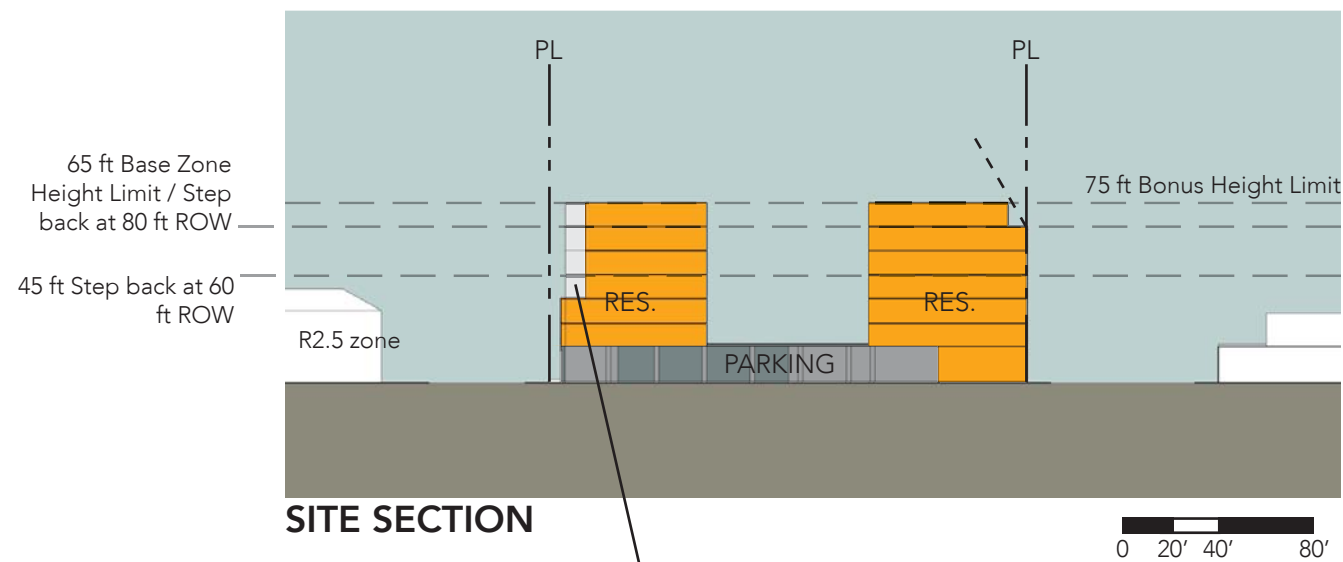 PL
PL
65 ft Base Zone
Height Limit / Step
back at 80 ft ROW
75 ft Bonus Height Limit
45 ft Step back at 60
ft ROW
RES.
RES.
R2.5 zone
PARKING
SITE SECTION
0 20' 40' 80'